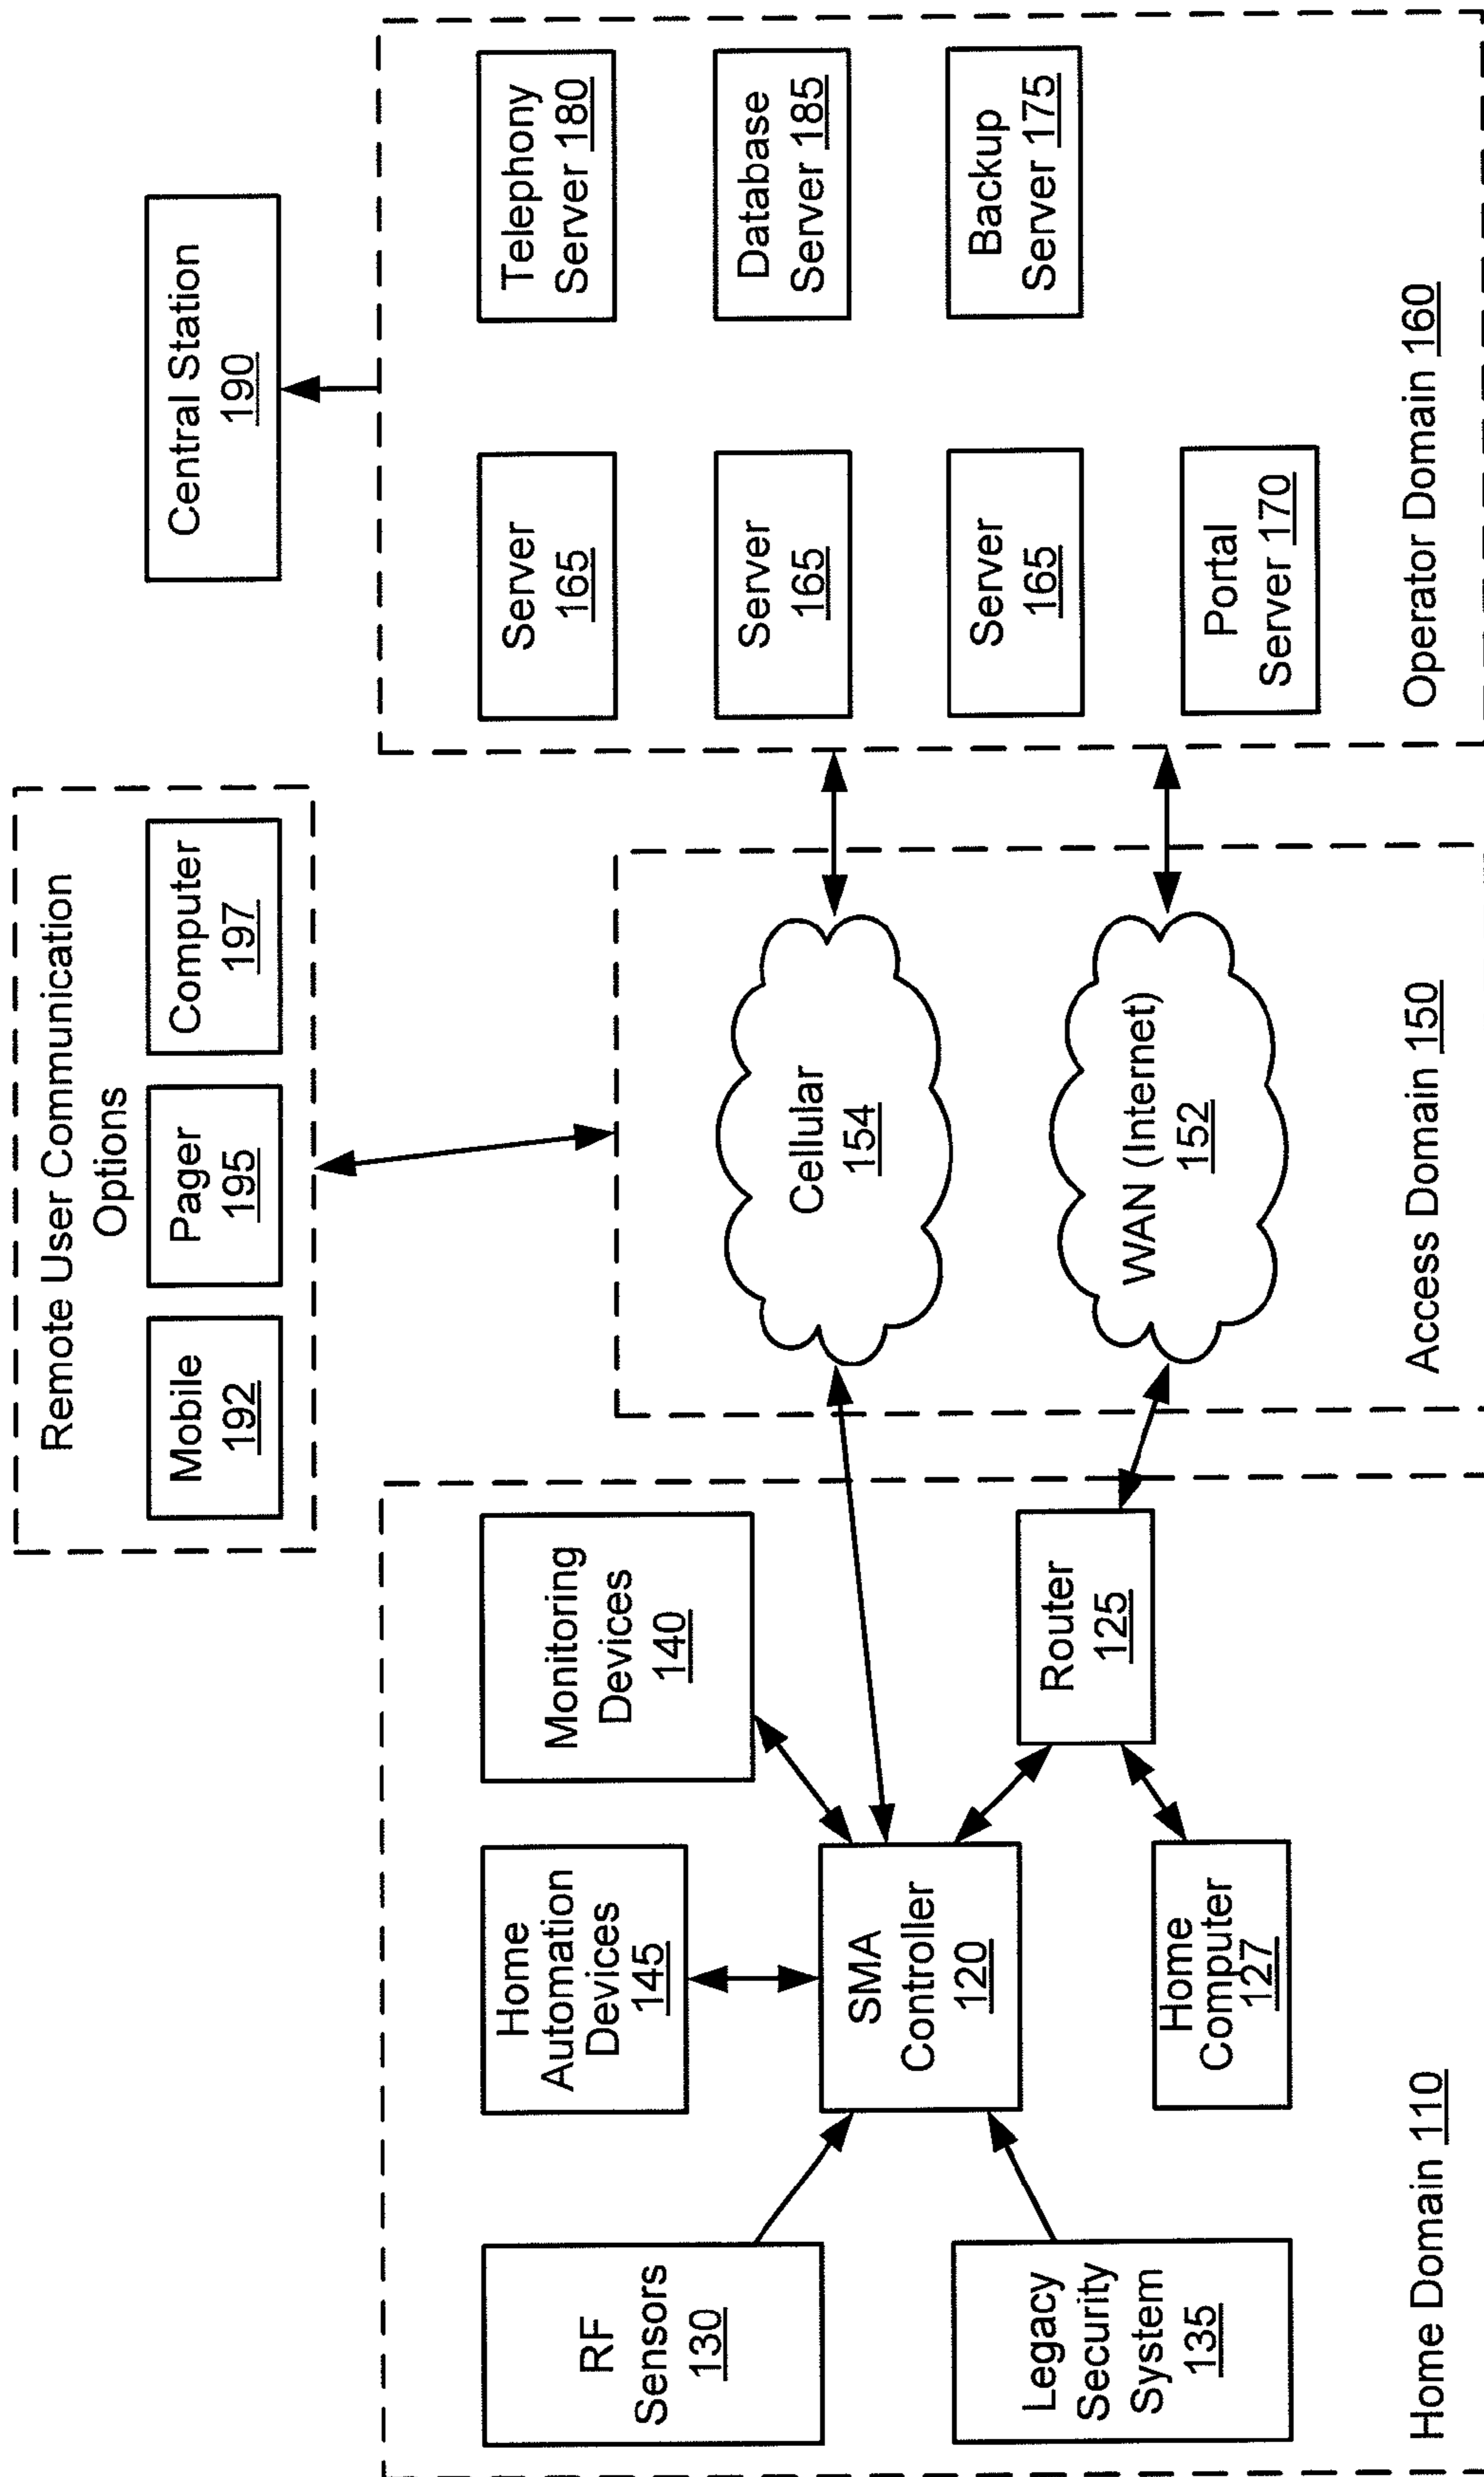 Remote User Communication
Options
Mobile
192
Pager
195
Computer
197
Central Station
190
RF
Sensors
130
Legacy
Security
System
135
Home
Automation
Devices
145
Monitoring
Devices
140
SMA
Controller
120
Router
125
Home
Computer
127
Home Domain 110
Cellular
154
WAN (Internet)
152
Access Domain 150
Server
165
Server
165
Server
165
Portal
Server 170
Telephony
Server 180
Database
Server 185
Backup
Server 175
Operator Domain 160